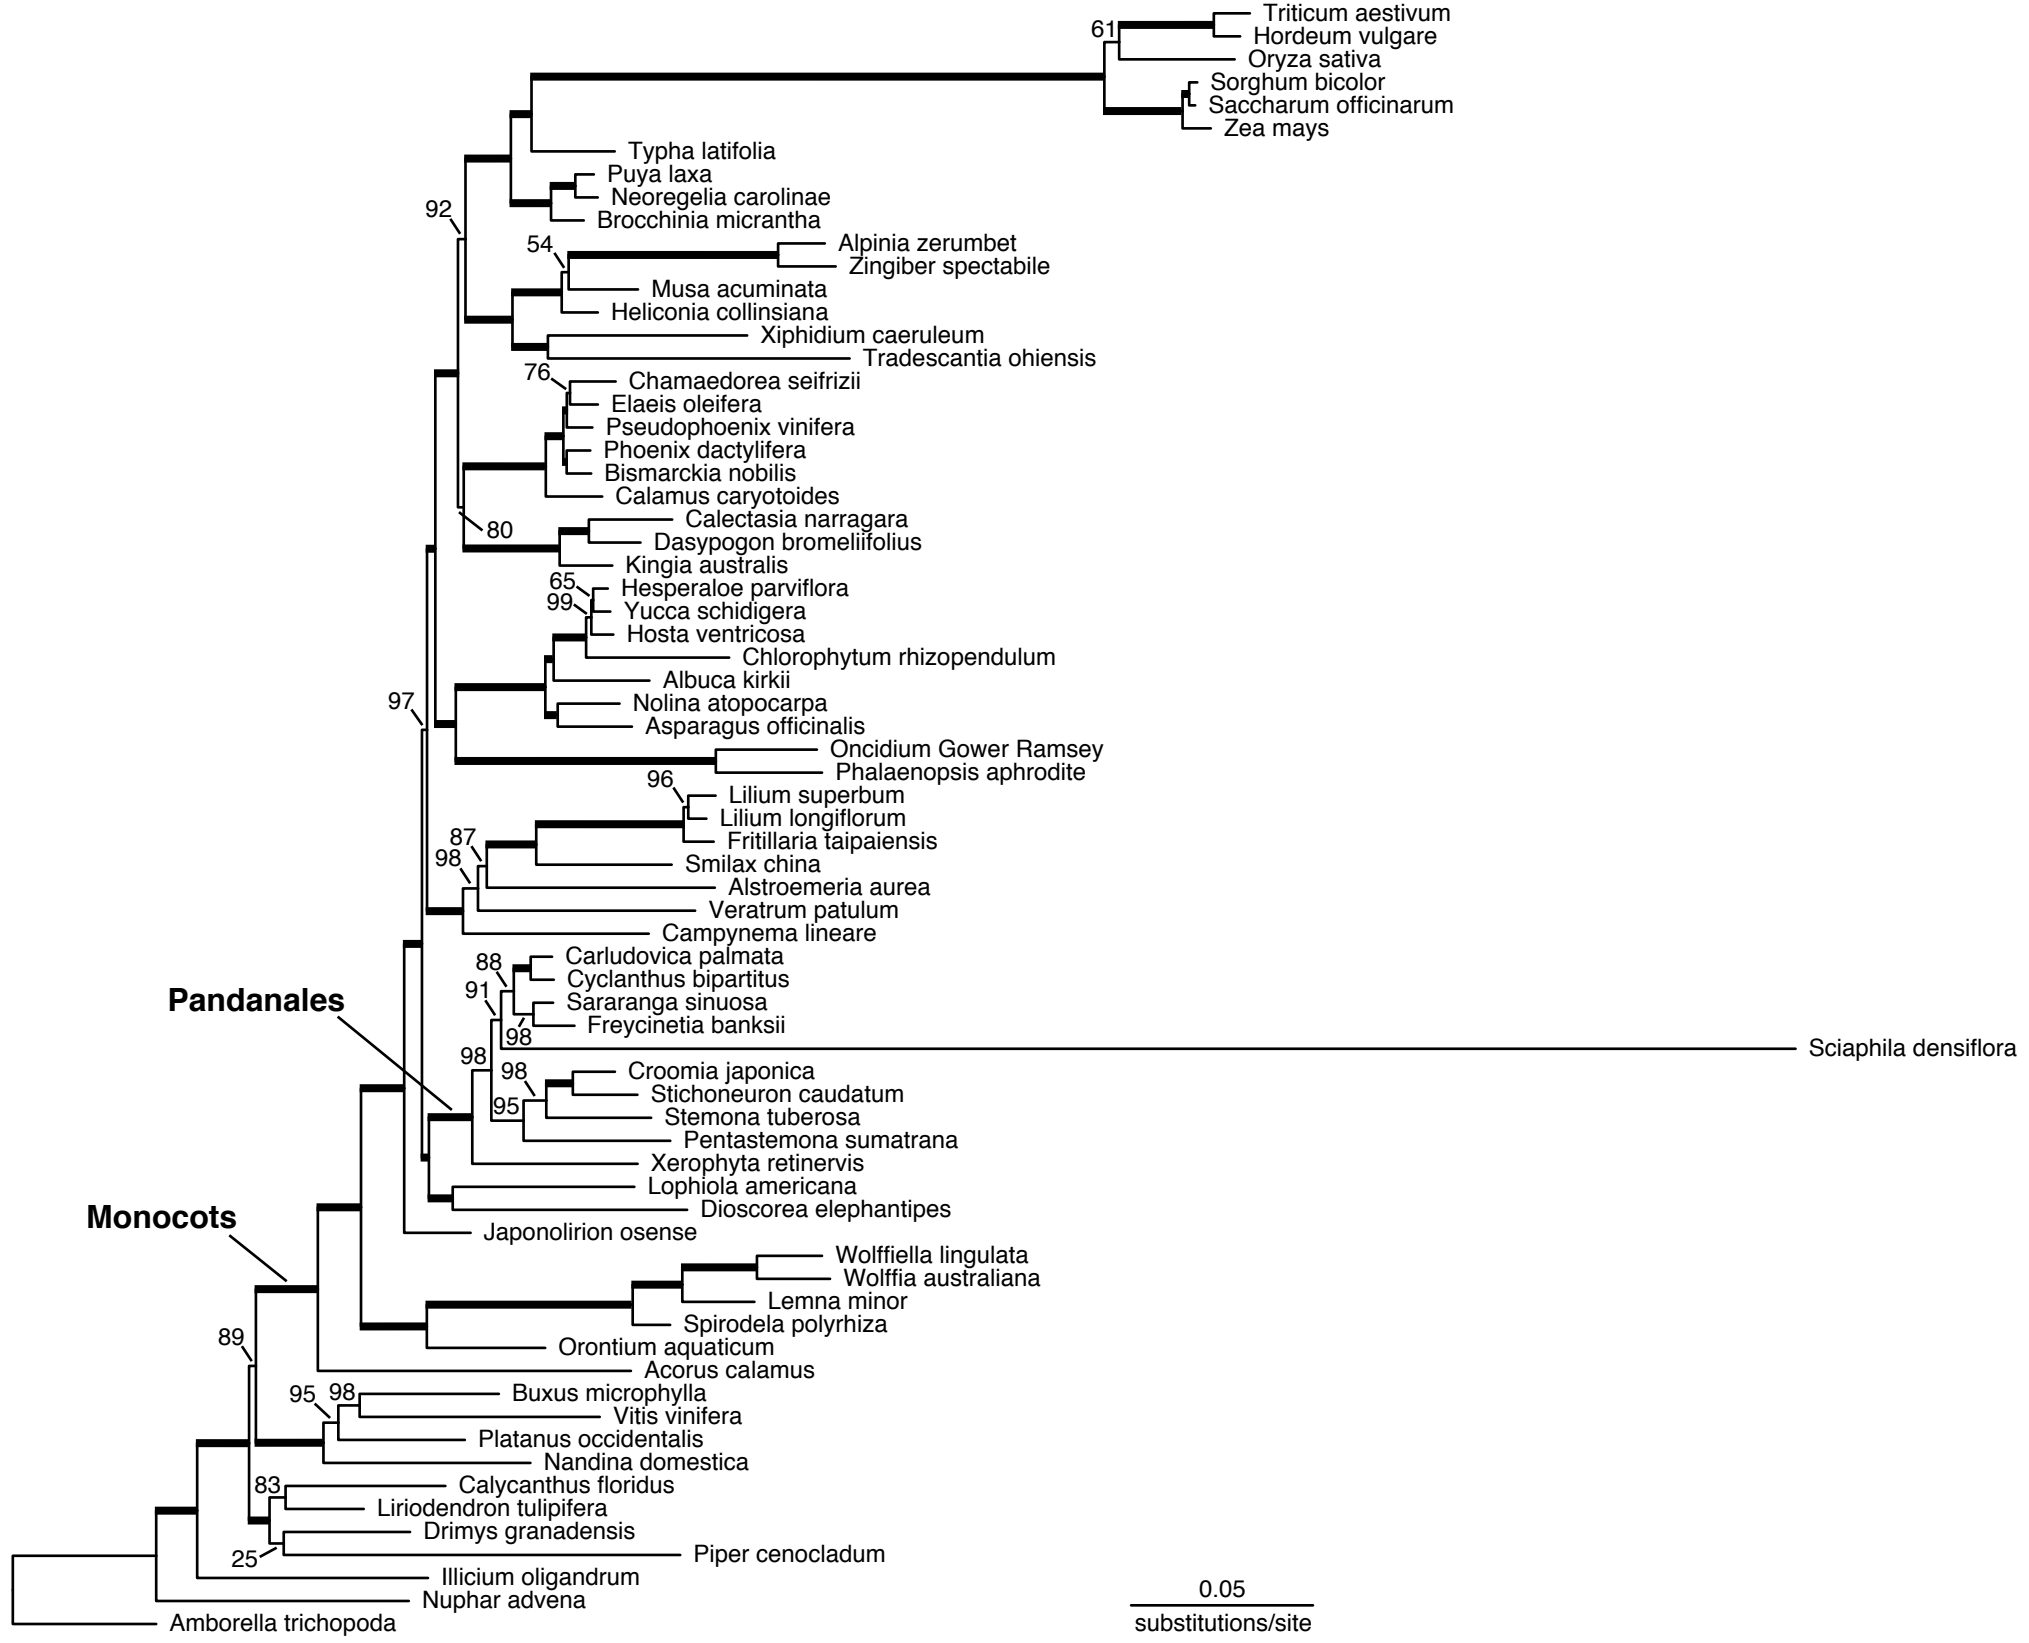 Triticum aestivum
61
Hordeum vulgare
Oryza sativa
Sorghum bicolor
Saccharum officinarum
Zea mays
Typha latifolia
Puya laxa
Neoregelia carolinae
92
Brocchinia micrantha
54
Alpinia zerumbet
Zingiber spectabile
Musa acuminata
Heliconia collinsiana
Xiphidium caeruleum
Tradescantia ohiensis
76
Chamaedorea seifrizii
Elaeis oleifera
Pseudophoenix vinifera
Phoenix dactylifera
Bismarckia nobilis
Calamus caryotoides
Calectasia narragara
80
Dasypogon bromeliifolius
Kingia australis
65
Hesperaloe parviflora
99
Yucca schidigera
Hosta ventricosa
Chlorophytum rhizopendulum
Albuca kirkii
97
Nolina atopocarpa
Asparagus officinalis
Oncidium Gower Ramsey
Phalaenopsis aphrodite
96
Lilium superbum
Lilium longiflorum
87
Fritillaria taipaiensis
98
Smilax china
Alstroemeria aurea
Veratrum patulum
Campynema lineare
88
Carludovica palmata
Cyclanthus bipartitus
91
Pandanales
Sararanga sinuosa
Freycinetia banksii
98
Sciaphila densiflora
98
98
Croomia japonica
Stichoneuron caudatum
95
Stemona tuberosa
Pentastemona sumatrana
Xerophyta retinervis
Lophiola americana
Dioscorea elephantipes
Monocots
Japonolirion osense
Wolffiella lingulata
Wolffia australiana
Lemna minor
Spirodela polyrhiza
89
Orontium aquaticum
Acorus calamus
95
98
Buxus microphylla
Vitis vinifera
Platanus occidentalis
Nandina domestica
83
Calycanthus floridus
Liriodendron tulipifera
Drimys granadensis
25
Piper cenocladum
Illicium oligandrum
Nuphar advena
Amborella trichopoda
0.05
substitutions/site